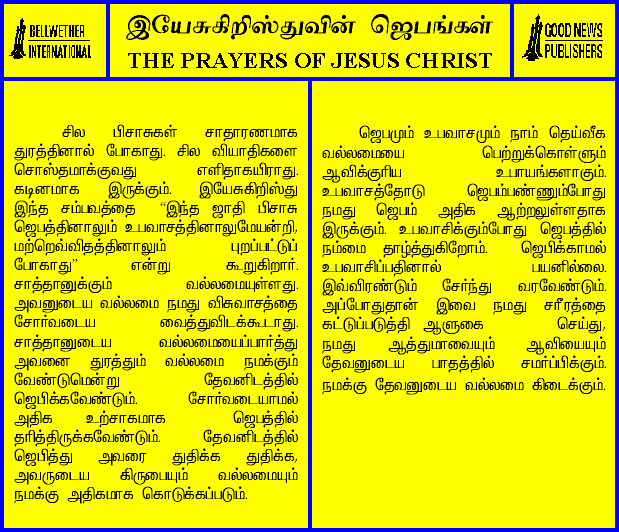 BELLWETHER
INTERNATIONAL
இயேசுகிறிஸ்துவின் ஜெபங்கள்
THE PRAYERS OF JESUS CHRIST
GOOD NEWS
PUBLISHERS
சில பிசாசுகள் சாதாரணமாக
துரத்தினால் போகாது. சில வியாதிகளை
சொஸ்தமாக்குவது எளிதாகயிராது.
கடினமாக இருக்கும். இயேசுகிறிஸ்து
இந்த சம்பவத்தை “இந்த ஜாதி பிசாசு
ஜெபத்தினாலும் உபவாசத்தினாலுமேயன்றி,
மற்றெவ்விதத்தினாலும் புறப்பட்டுப்
போகாது” என்று கூறுகிறார்.
சாத்தானுக்கும் வல்லமையுள்ளது.
அவனுடைய வல்லமை நமது விசுவாசத்தை
சோர்வடைய வைத்துவிடக்கூடாது.
சாத்தானுடைய வல்லமையைப்பார்த்து
அவனை துரத்தும் வல்லமை நமக்கும்
வேண்டுமென்று தேவனிடத்தில்
ஜெபிக்கவேண்டும். சோர்வடையாமல்
அதிக உற்சாகமாக ஜெபத்தில்
தரித்திருக்கவேண்டும். தேவனிடத்தில்
ஜெபித்து அவரை துதிக்க துதிக்க,
அவருடைய கிருபையும் வல்லமையும்
நமக்கு அதிகமாக கொடுக்கப்படும்.
ஜெபமும் உபவாசமும் நாம் தெய்வீக
வல்லமையை பெற்றுக்கொள்ளும்
ஆவிக்குரிய உபாயங்களாகும்.
உபவாசத்தோடு ஜெபம்பண்ணும்போது
நமது ஜெபம் அதிக ஆற்றலுள்ளதாக
இருக்கும். உபவாசிக்கும்போது ஜெபத்தில்
நம்மை தாழ்த்துகிறோம். ஜெபிக்காமல்
உபவாசிப்பதினால் பயனில்லை.
இவ்விரண்டும் சேர்ந்து வரவேண்டும்.
அப்போதுதான் இவை நமது சரீரத்தை
கட்டுப்படுத்தி ஆளுகை செய்து,
நமது ஆத்துமாவையும் ஆவியையும்
தேவனுடைய பாதத்தில் சமர்ப்பிக்கும்.
நமக்கு தேவனுடைய வல்லமை கிடைக்கும்.